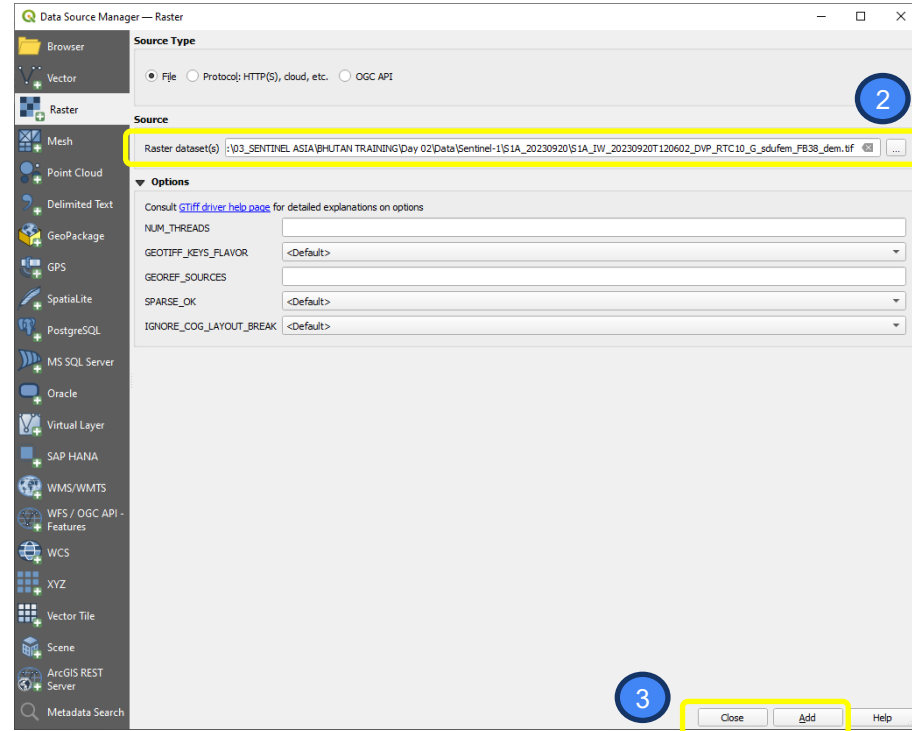 Data Source Manager — Raster
Browser
Vector
Raster
Mesh
Point Cloud
Delimited Text
GeoPackage
GPS
SpatiaLite
PostgreSQL
MS SQL Server
Oracle
Virtual Layer
SAP HANA
WMS/WMTS
WFS / OGC API -
Features
WCS
XYZ
Vector Tile
Scene
ArcGIS REST
Server
Metadata Search
Source Type
File Protocol: HTTP(S), cloud, etc. OGC API
2
Source
Raster dataset(s) :\03_SENTINEL ASIA\BHUTAN TRAINING\Day 02\Data\Sentinel-1\S1A_20230920\S1A_IW_20230920T120602_DVP_RTC10_G_sdufem_FB38_dem.tif ...
Options
Consult GTiff driver help page for detailed explanations on options
NUM_THREADS
GEOTIFF_KEYS_FLAVOR <Default>
GEOREF_SOURCES
SPARSE_OK <Default>
IGNORE_COG_LAYOUT_BREAK <Default>
3
Close Add Help